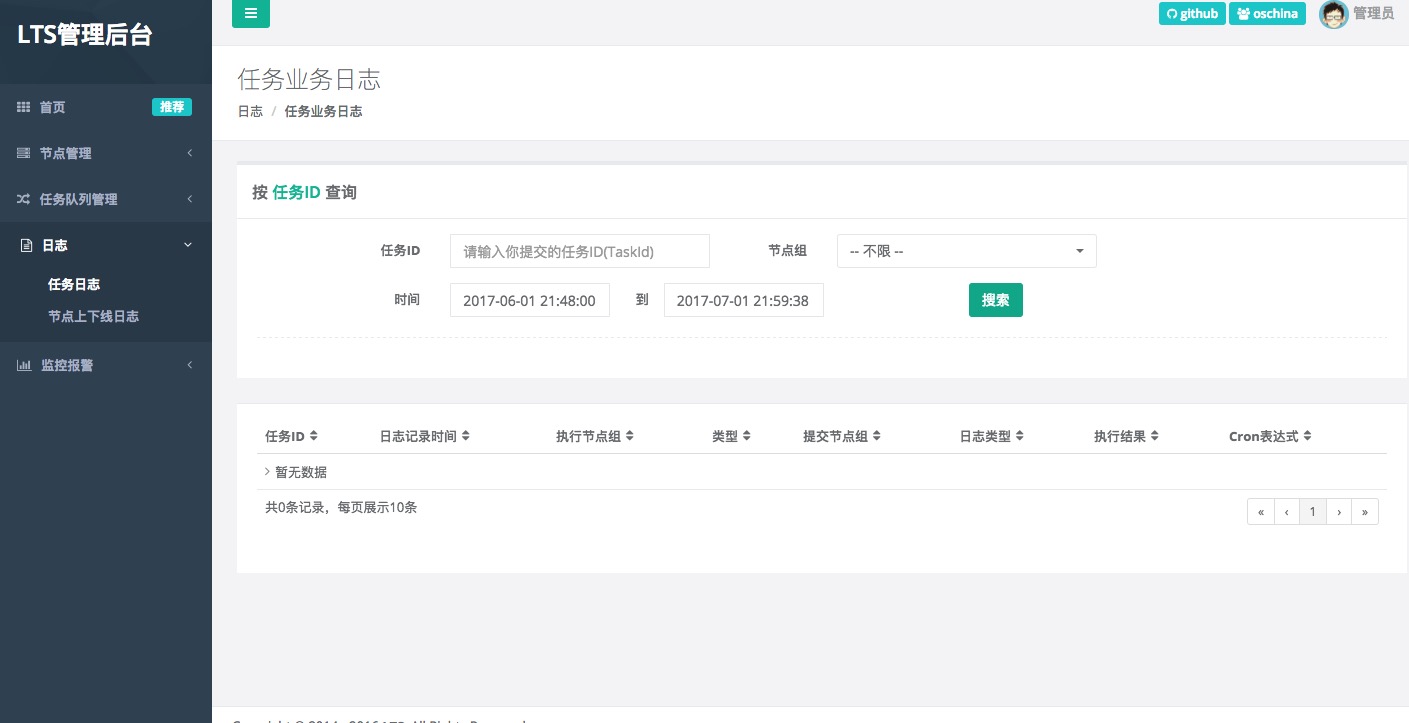 LTS管理后台
github oschina 管理员
首页 推荐
节点管理
任务队列管理
日志
任务日志
节点上下线日志
监控报警
任务业务日志
日志 / 任务业务日志
按 任务ID 查询
任务ID 请输入你提交的任务ID(TaskId) 节点组 -- 不限 --
时间 2017-06-01 21:48:00 到 2017-07-01 21:59:38 搜索
任务ID 日志记录时间 执行节点组 类型 提交节点组 日志类型 执行结果 Cron表达式
暂无数据
共0条记录，每页展示10条
« ‹ 1 › »